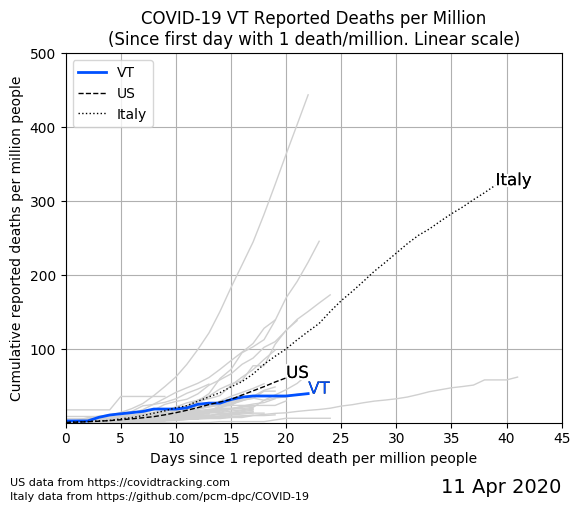 COVID-19 VT Reported Deaths per Million
(Since first day with 1 death/million. Linear scale)
Cumulative reported deaths per million people
500
400
300
200
100
VT
US
Italy
Italy
US
VT
0 5 10 15 20 25 30 35 40 45
Days since 1 reported death per million people
US data from https://covidtracking.com
Italy data from https://github.com/pcm-dpc/COVID-19
11 Apr 2020